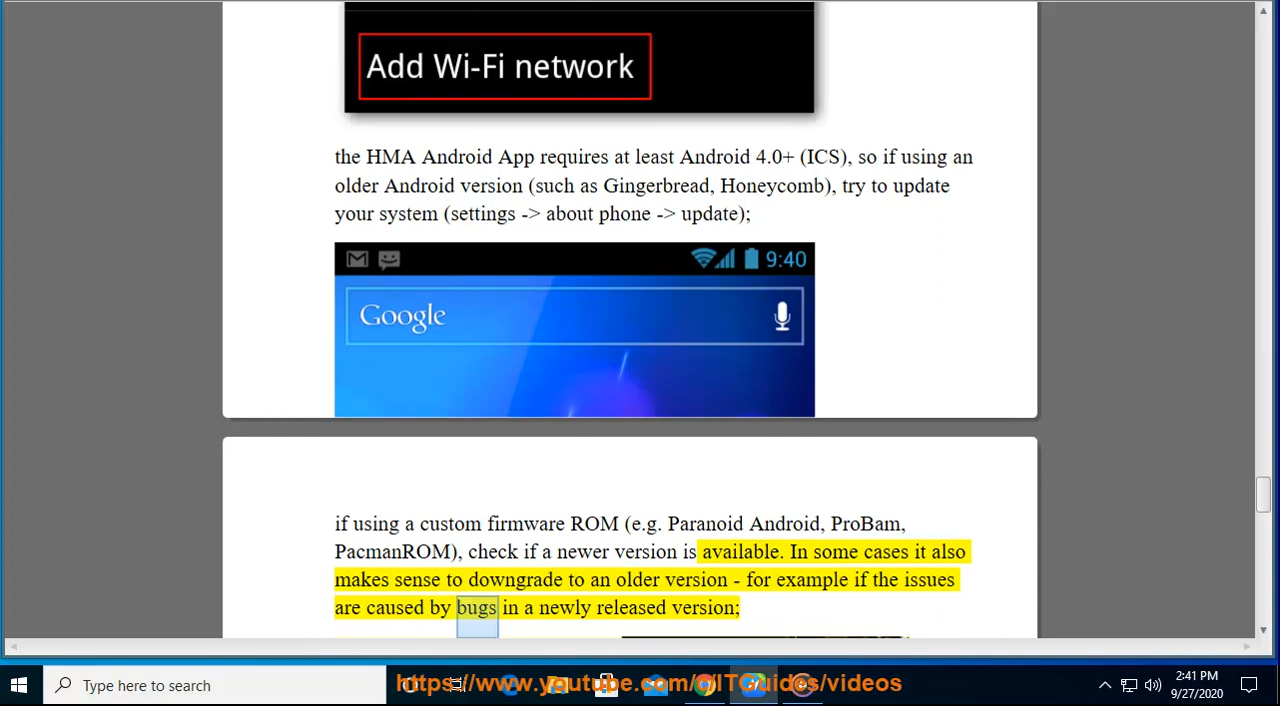 Add Wi-Fi network
the HMA Android App requires at least Android 4.0+ (ICS), so if using an
older Android version (such as Gingerbread, Honeycomb), try to update
your system (settings -> about phone -> update);
9:40
Google
if using a custom firmware ROM (e.g. Paranoid Android, ProBam,
PacmanROM), check if a newer version is available. In some cases it also
makes sense to downgrade to an older version - for example if the issues
are caused by bugs in a newly released version;
Type here to search
https://www.youtube.com/c/ITGuides/videos
2:41 PM
9/27/2020